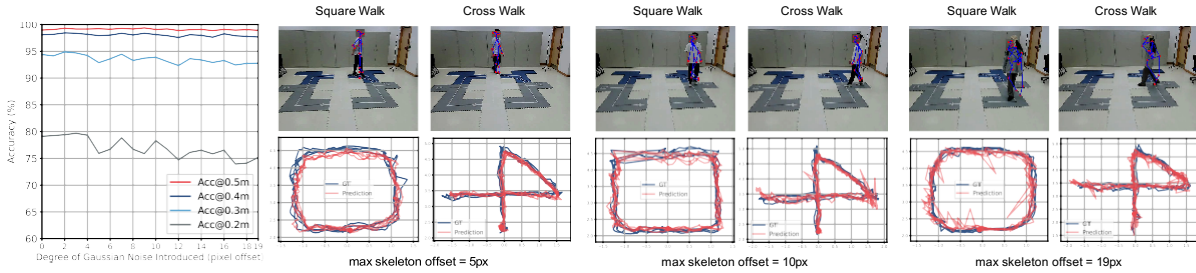 Square Walk
Cross Walk
Square Walk
Cross Walk
Square Walk
Cross Walk
100
95
90
85
80
75
70
65
60
Accuracy (%)
Acc@0.5m
Acc@0.4m
Acc@0.3m
Acc@0.2m
0 2 4 6 8 10 12 14 16 18 19
Degree of Gaussian Noise Introduced (pixel offset
GT
Prediction
GT
Prediction
GT
Prediction
GT
Prediction
GT
Prediction
GT
Prediction
max skeleton offset = 5px
max skeleton offset = 10px
max skeleton offset = 19px